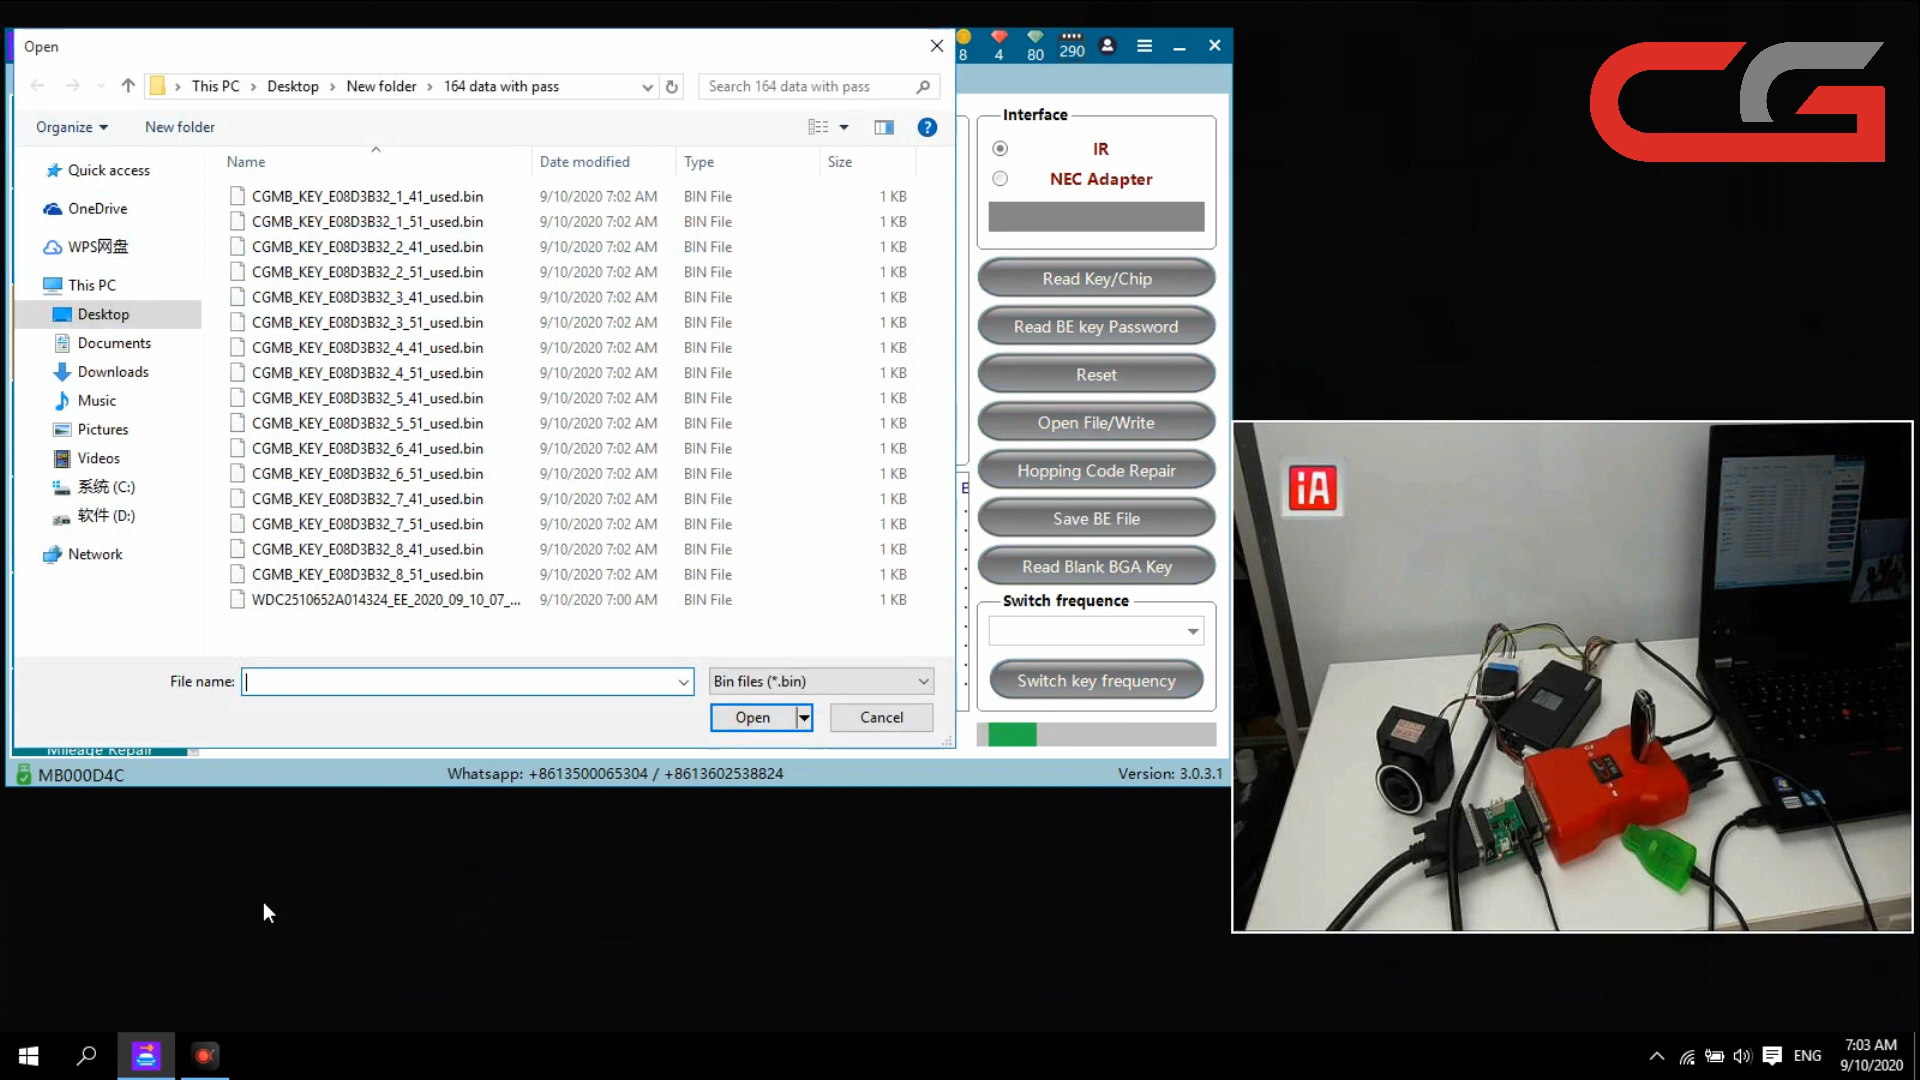 Open
8
4
80
290
This PC > Desktop > New folder > 164 data with pass
Search 164 data with pass
Organize
New folder
Name
Date modified
Type
Size
Quick access
OneDrive
WPS网盘
This PC
Desktop
Documents
Downloads
Music
Pictures
Videos
系统 (C:)
软件 (D:)
Network
CGMB_KEY_E08D3B32_1_41_used.bin 9/10/2020 7:02 AM BIN File 1 KB
CGMB_KEY_E08D3B32_1_51_used.bin 9/10/2020 7:02 AM BIN File 1 KB
CGMB_KEY_E08D3B32_2_41_used.bin 9/10/2020 7:02 AM BIN File 1 KB
CGMB_KEY_E08D3B32_2_51_used.bin 9/10/2020 7:02 AM BIN File 1 KB
CGMB_KEY_E08D3B32_3_41_used.bin 9/10/2020 7:02 AM BIN File 1 KB
CGMB_KEY_E08D3B32_3_51_used.bin 9/10/2020 7:02 AM BIN File 1 KB
CGMB_KEY_E08D3B32_4_41_used.bin 9/10/2020 7:02 AM BIN File 1 KB
CGMB_KEY_E08D3B32_4_51_used.bin 9/10/2020 7:02 AM BIN File 1 KB
CGMB_KEY_E08D3B32_5_41_used.bin 9/10/2020 7:02 AM BIN File 1 KB
CGMB_KEY_E08D3B32_5_51_used.bin 9/10/2020 7:02 AM BIN File 1 KB
CGMB_KEY_E08D3B32_6_41_used.bin 9/10/2020 7:02 AM BIN File 1 KB
CGMB_KEY_E08D3B32_6_51_used.bin 9/10/2020 7:02 AM BIN File 1 KB
CGMB_KEY_E08D3B32_7_41_used.bin 9/10/2020 7:02 AM BIN File 1 KB
CGMB_KEY_E08D3B32_7_51_used.bin 9/10/2020 7:02 AM BIN File 1 KB
CGMB_KEY_E08D3B32_8_41_used.bin 9/10/2020 7:02 AM BIN File 1 KB
CGMB_KEY_E08D3B32_8_51_used.bin 9/10/2020 7:02 AM BIN File 1 KB
WDC2510652A014324_EE_2020_09_10_07_... 9/10/2020 7:00 AM BIN File 1 KB
File name:
Bin files (*.bin)
Open
Cancel
Interface
IR
NEC Adapter
Read Key/Chip
Read BE key Password
Reset
Open File/Write
Hopping Code Repair
Save BE File
Read Blank BGA Key
Switch frequence
Switch key frequency
Mileage Repair
MB000D4C
Whatsapp: +8613500065304 / +8613602538824
Version: 3.0.3.1
CG
iA
ENG
7:03 AM
9/10/2020